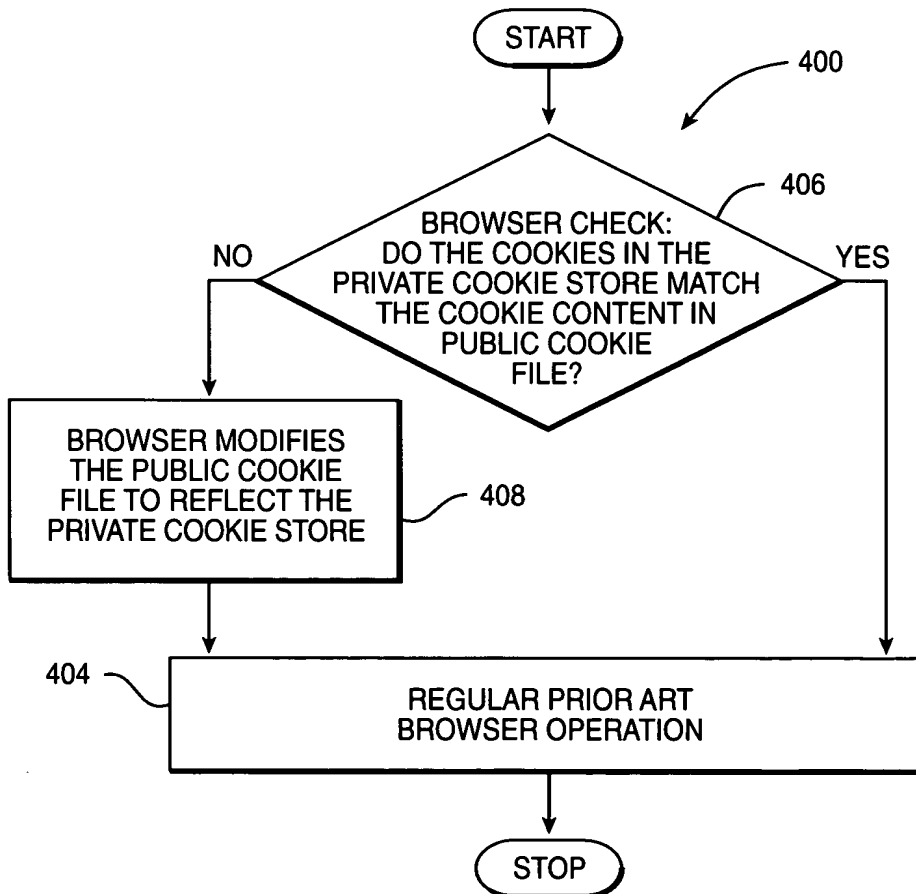 START
400
406
BROWSER CHECK:
DO THE COOKIES IN THE
PRIVATE COOKIE STORE MATCH
THE COOKIE CONTENT IN
PUBLIC COOKIE
FILE?
NO
YES
BROWSER MODIFIES
THE PUBLIC COOKIE
FILE TO REFLECT THE
PRIVATE COOKIE STORE
408
404
REGULAR PRIOR ART
BROWSER OPERATION
STOP